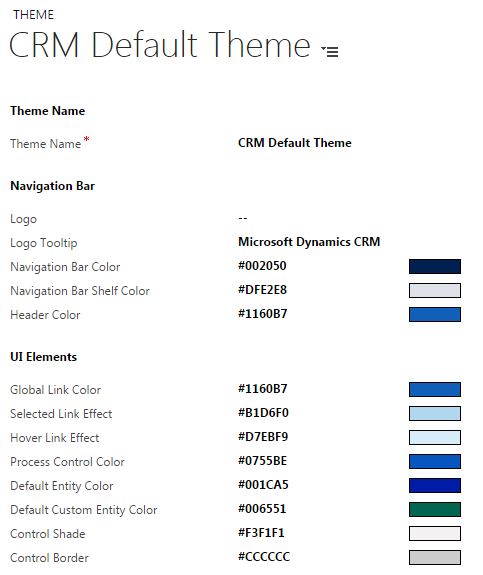 THEME
CRM Default Theme
Theme Name
Theme Name* CRM Default Theme
Navigation Bar
Logo --
Logo Tooltip Microsoft Dynamics CRM
Navigation Bar Color #002050
Navigation Bar Shelf Color #DFE2E8
Header Color #1160B7
UI Elements
Global Link Color #1160B7
Selected Link Effect #B1D6F0
Hover Link Effect #D7EBF9
Process Control Color #0755BE
Default Entity Color #001CA5
Default Custom Entity Color #006551
Control Shade #F3F1F1
Control Border #CCCCCC